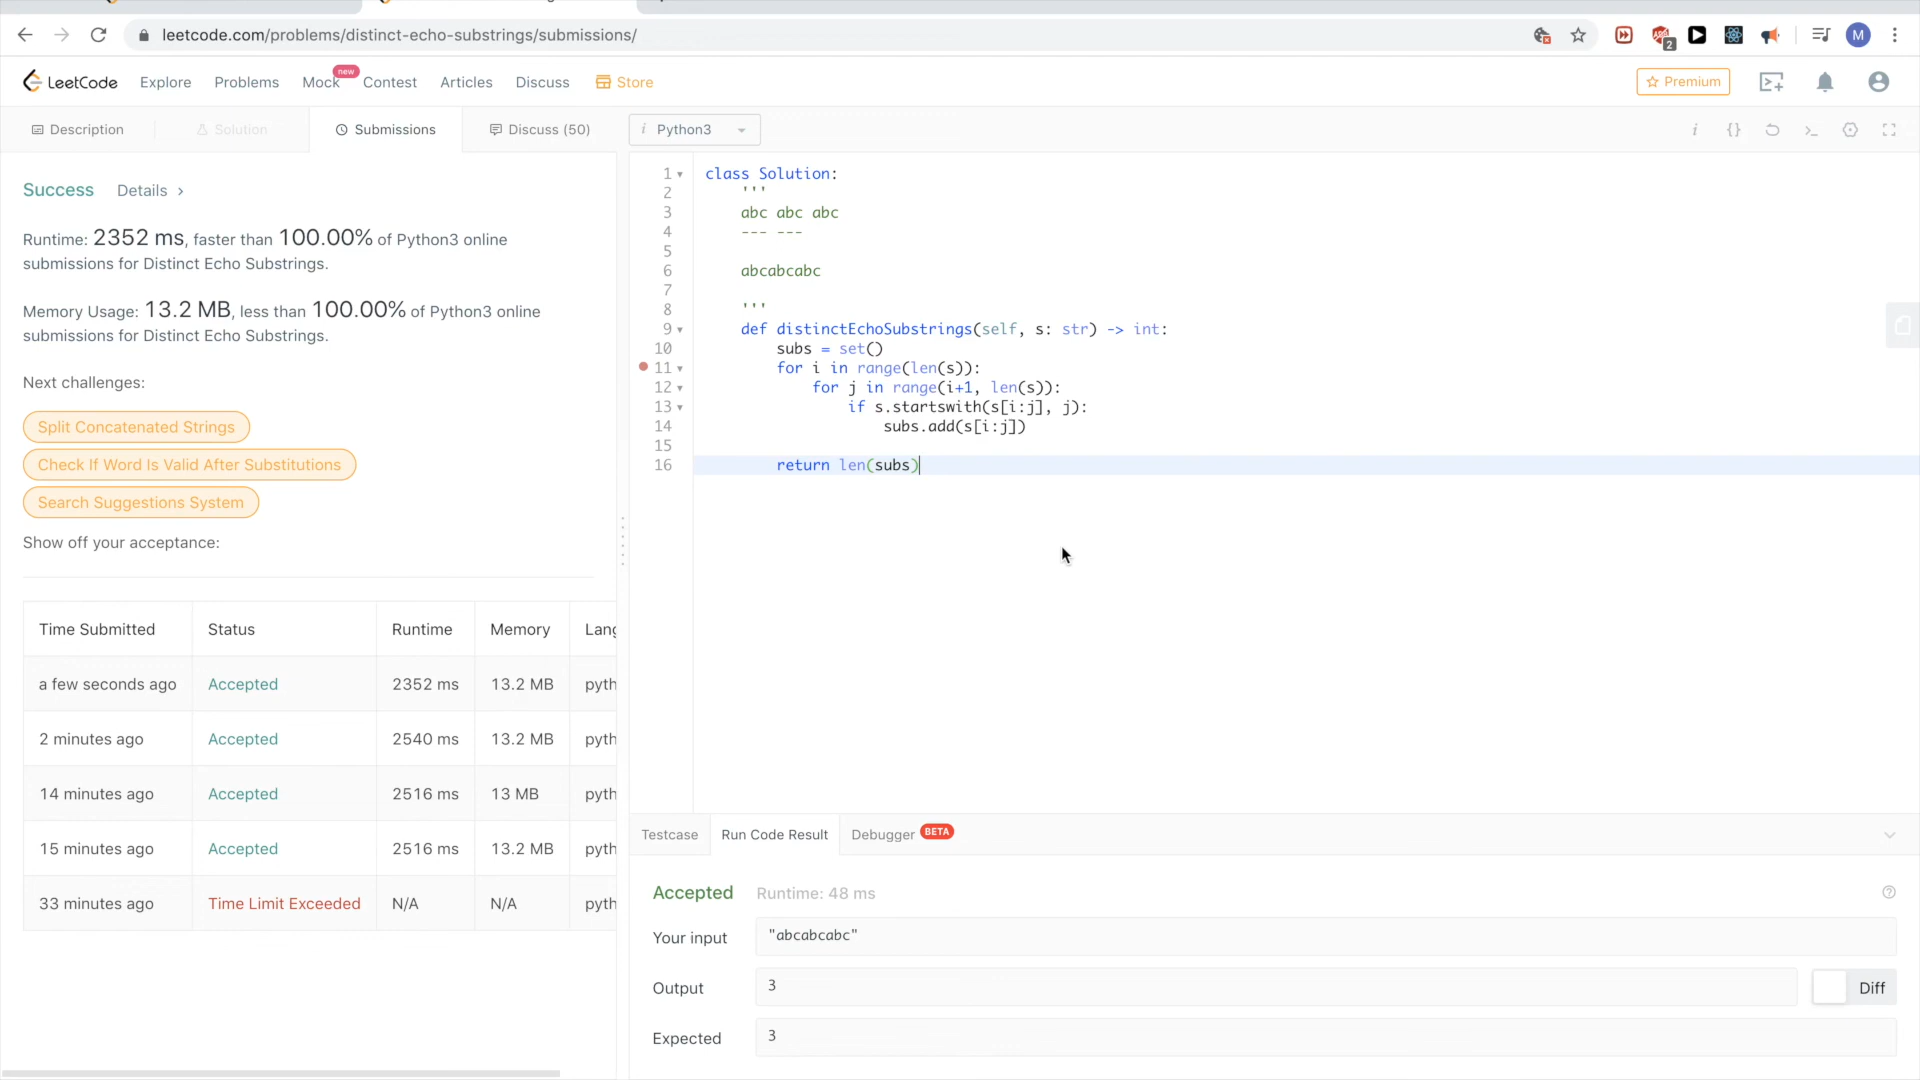 leetcode.com/problems/distinct-echo-substrings/submissions/
2
M
LeetCode Explore Problems Mock new Contest Articles Discuss Store
Premium
Description Solution Submissions Discuss (50)
i Python3
i {}
Success Details >
Runtime: 2352 ms, faster than 100.00% of Python3 online
submissions for Distinct Echo Substrings.
Memory Usage: 13.2 MB, less than 100.00% of Python3 online
submissions for Distinct Echo Substrings.
Next challenges:
Split Concatenated Strings
Check If Word Is Valid After Substitutions
Search Suggestions System
Show off your acceptance:
Time Submitted Status Runtime Memory Lang
a few seconds ago Accepted 2352 ms 13.2 MB pyth
2 minutes ago Accepted 2540 ms 13.2 MB pyth
14 minutes ago Accepted 2516 ms 13 MB pyth
15 minutes ago Accepted 2516 ms 13.2 MB pyth
33 minutes ago Time Limit Exceeded N/A N/A pyth
1 class Solution:
2 '''
3 abc abc abc
4 --- ---
5
6 abcabcabc
7
8 '''
9 def distinctEchoSubstrings(self, s: str) -> int:
10 subs = set()
11 for i in range(len(s)):
12 for j in range(i+1, len(s)):
13 if s.startswith(s[i:j], j):
14 subs.add(s[i:j])
15
16 return len(subs)
Testcase Run Code Result Debugger BETA
Accepted Runtime: 48 ms
Your input "abcabcabc"
Output 3 Diff
Expected 3